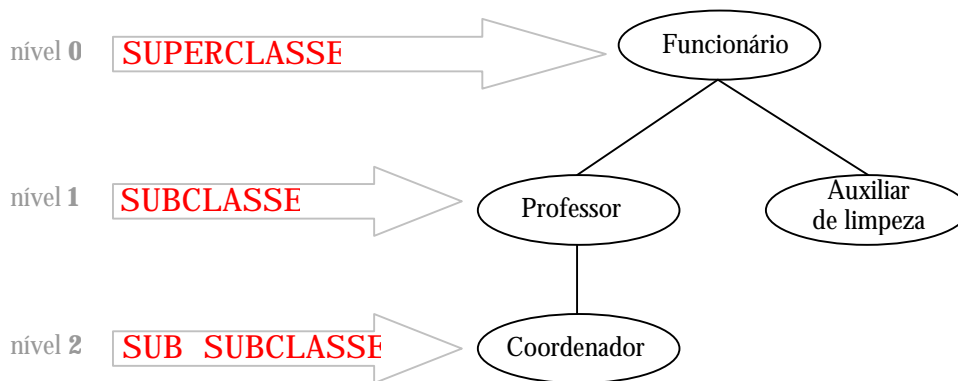 nível 0
SUPERCLASSE
Funcionário
nível 1
SUBCLASSE
Professor
Auxiliar
de limpeza
nível 2
SUB SUBCLASSE
Coordenador